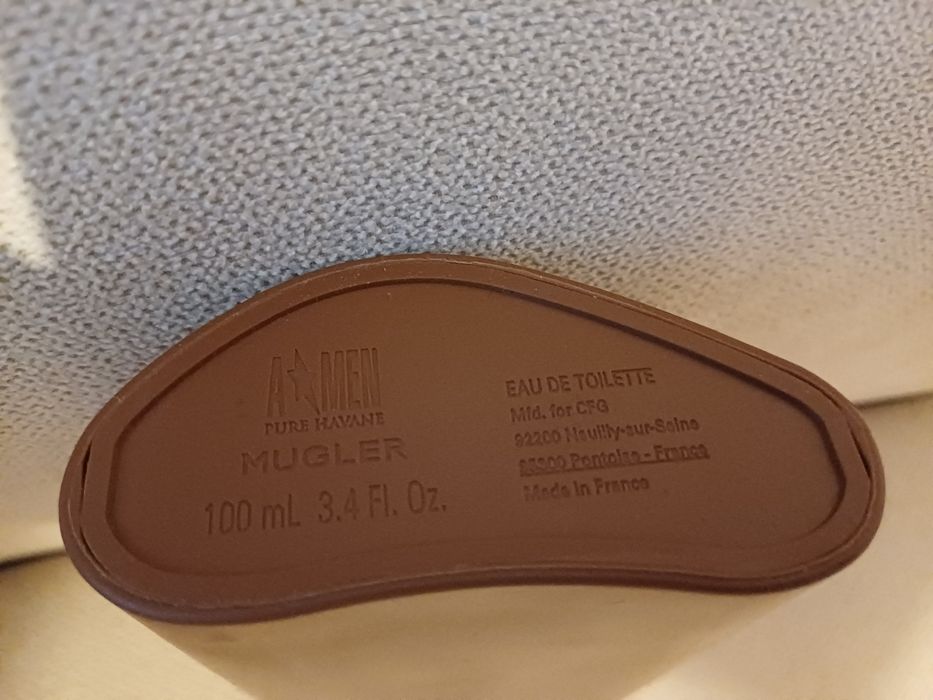 A★MEN
PURE HAVANE
MUGLER
100 mL 3.4 Fl. Oz.
EAU DE TOILETTE
Mfd. for CFG
92200 Neuilly-sur-Seine
95300 Pontoise - France
Made in France